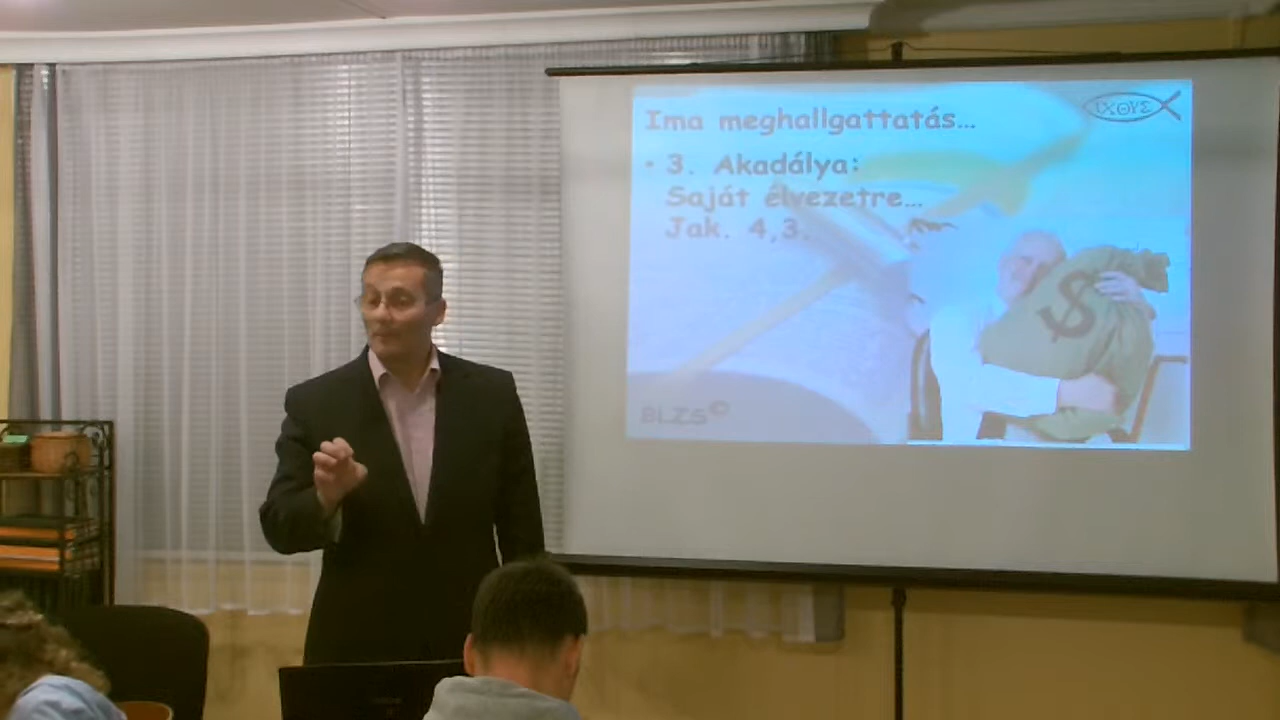 Ima meghallgattatás…
ΙΧΘΥΣ
• 3. Akadálya:
Saját élvezetre…
Jak. 4,3.
$
BLZS©